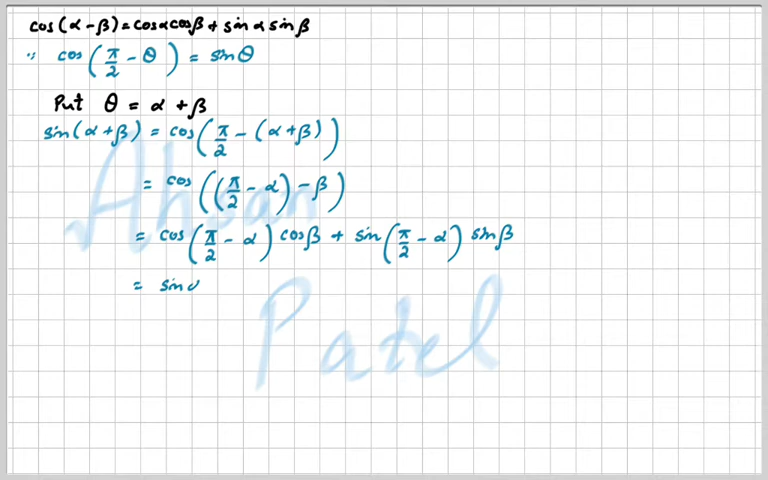 cos(α-β)=cosαcosβ+sinαsinβ
∵ cos(π/2 - θ) = sinθ
Put θ = α+β
sin(α+β) = cos(π/2 - (α+β))
= cos((π/2 - α) - β)
= cos(π/2 - α) cosβ + sin(π/2 - α) sinβ
= sin
Ahsan
Patel